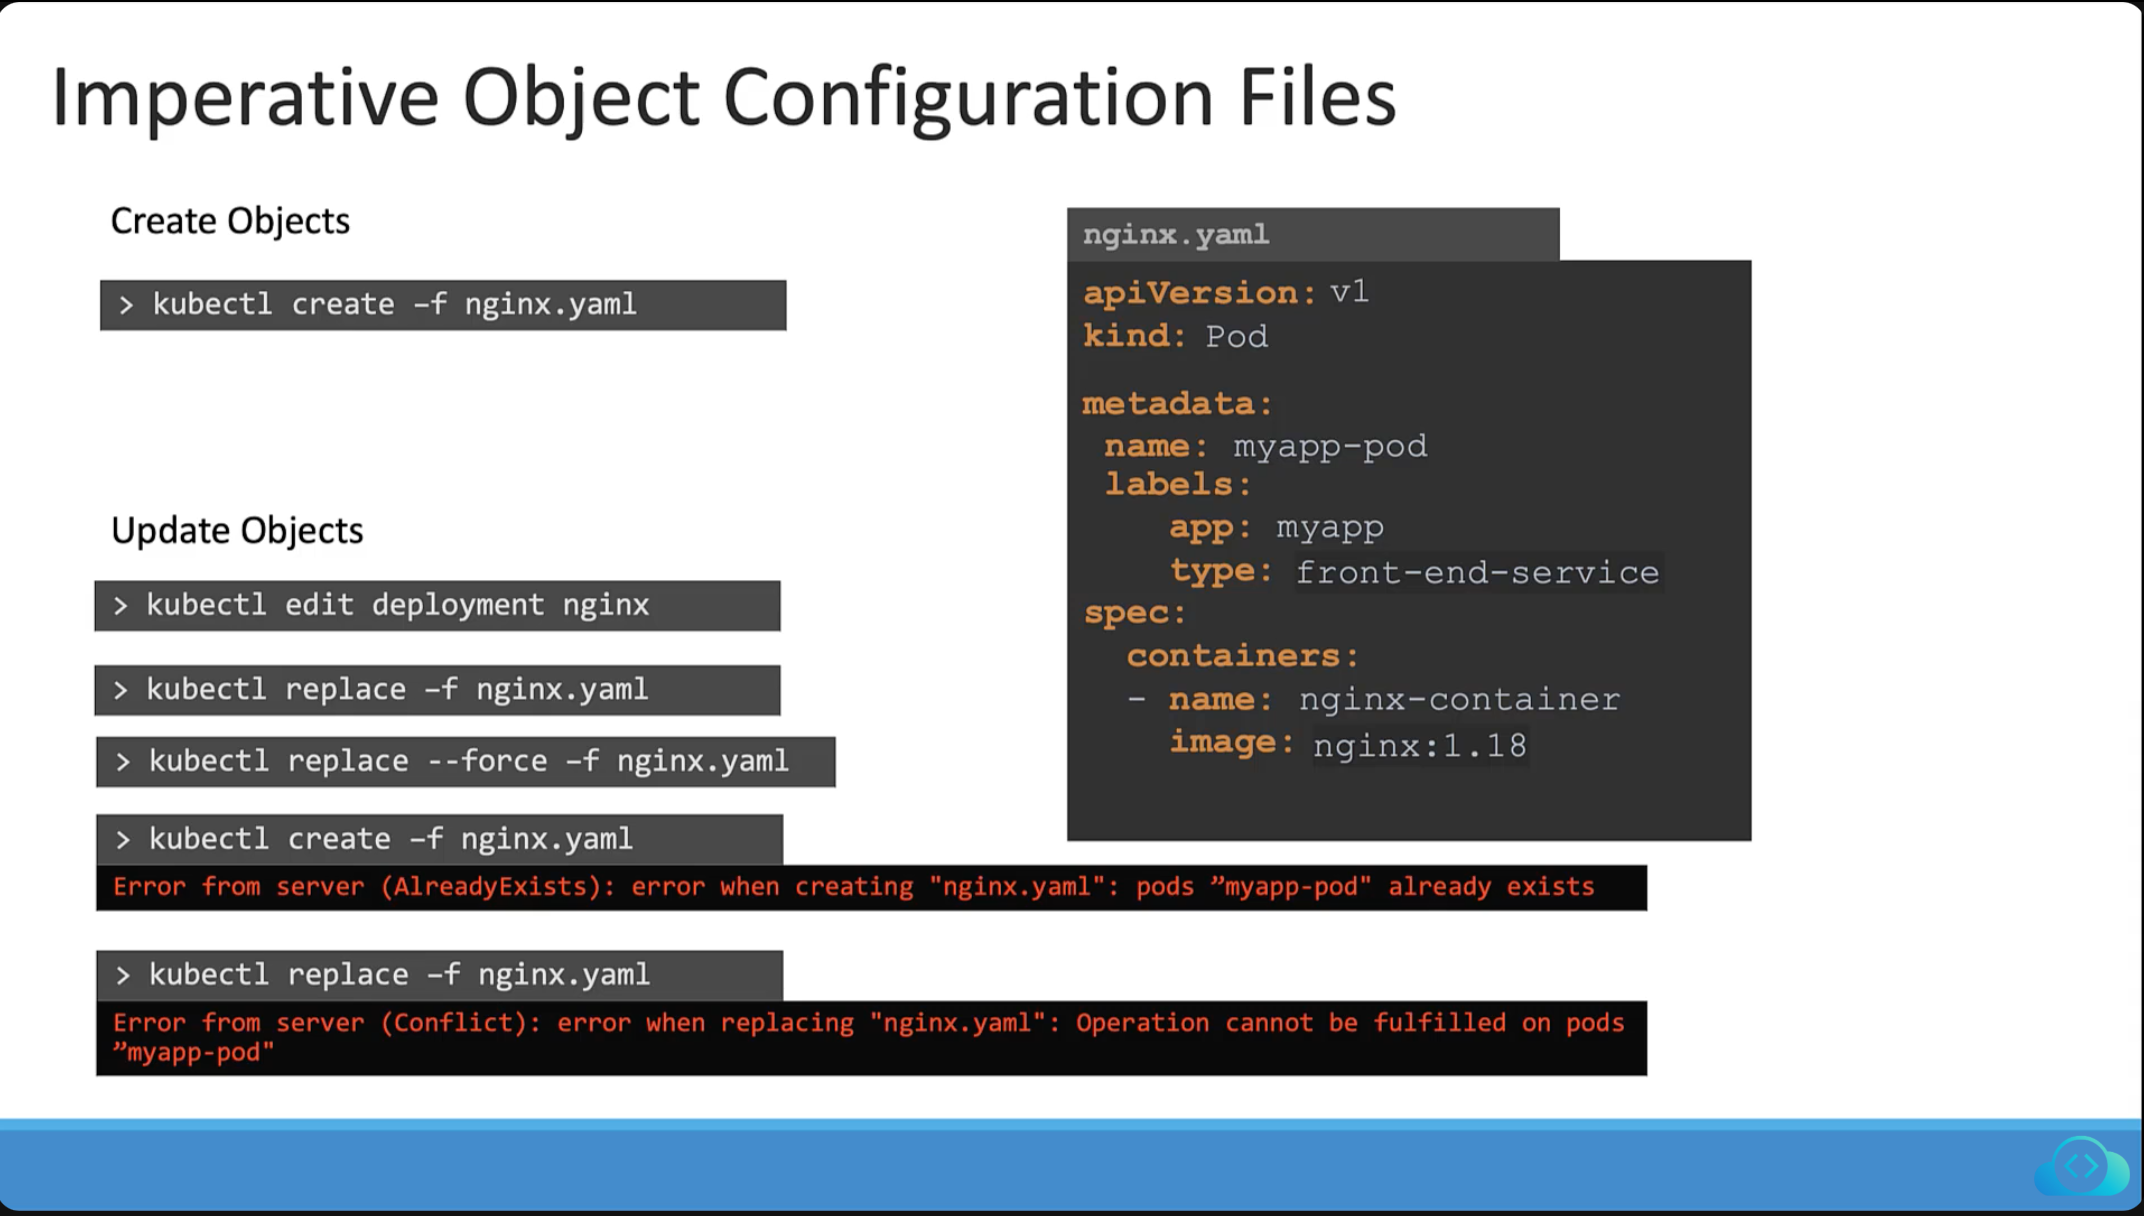 Imperative Object Configuration Files
Create Objects
> kubectl create –f nginx.yaml
Update Objects
> kubectl edit deployment nginx
> kubectl replace –f nginx.yaml
> kubectl replace --force –f nginx.yaml
> kubectl create –f nginx.yaml
Error from server (AlreadyExists): error when creating "nginx.yaml": pods ”myapp-pod" already exists
> kubectl replace –f nginx.yaml
Error from server (Conflict): error when replacing "nginx.yaml": Operation cannot be fulfilled on pods
”myapp-pod"
nginx.yaml
apiVersion: v1
kind: Pod
metadata:
name: myapp-pod
labels:
app: myapp
type: front-end-service
spec:
containers:
- name: nginx-container
image: nginx:1.18